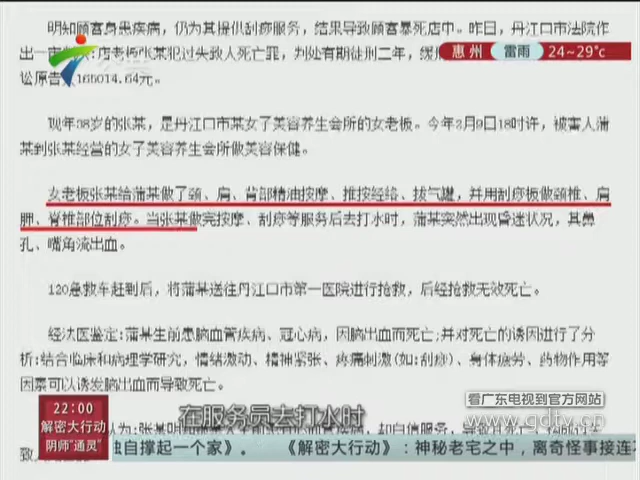 明知顾客身患疾病，仍为其提供刮痧服务，结果导致顾客暴死店中。昨日，丹江口市法院作
出一审
店老板张某犯过失致人死亡罪，判处有期徒刑二年，缓
讼原告
165014.64元。
惠州 雷雨 24~29℃
现年38岁的张某，是丹江口市某女子美容养生会所的女老板。今年2月9日18时许，被害人蒲
某到张某经营的女子美容养生会所做美容保健。
女老板张某给蒲某做了颈、肩、背部精油按摩、推按经络、拔气罐，并用刮痧板做颈椎、肩
胛、脊椎部位刮痧。当张某做完按摩、刮痧等服务后去打水时，蒲某突然出现昏迷状况，其鼻
孔、嘴角流出血。
120急救车赶到后，将蒲某送往丹江口市第一医院进行抢救，后经抢救无效死亡。
经法医鉴定:蒲某生前患脑血管疾病、冠心病，因脑出血而死亡;并对死亡的诱因进行了分
析:结合临床和病理学研究，情绪激动、精神紧张、疼痛刺激(如:刮痧)、身体疲劳、药物作用等
因素可以诱发脑出血而导致死亡。
看广东电视到官方网站
www.gdtv.cn
在服务员去打水时
22:00
解密大行动
阴师"通灵"
独自撑起一个家》。 《解密大行动》：神秘老宅之中，离奇怪事接连